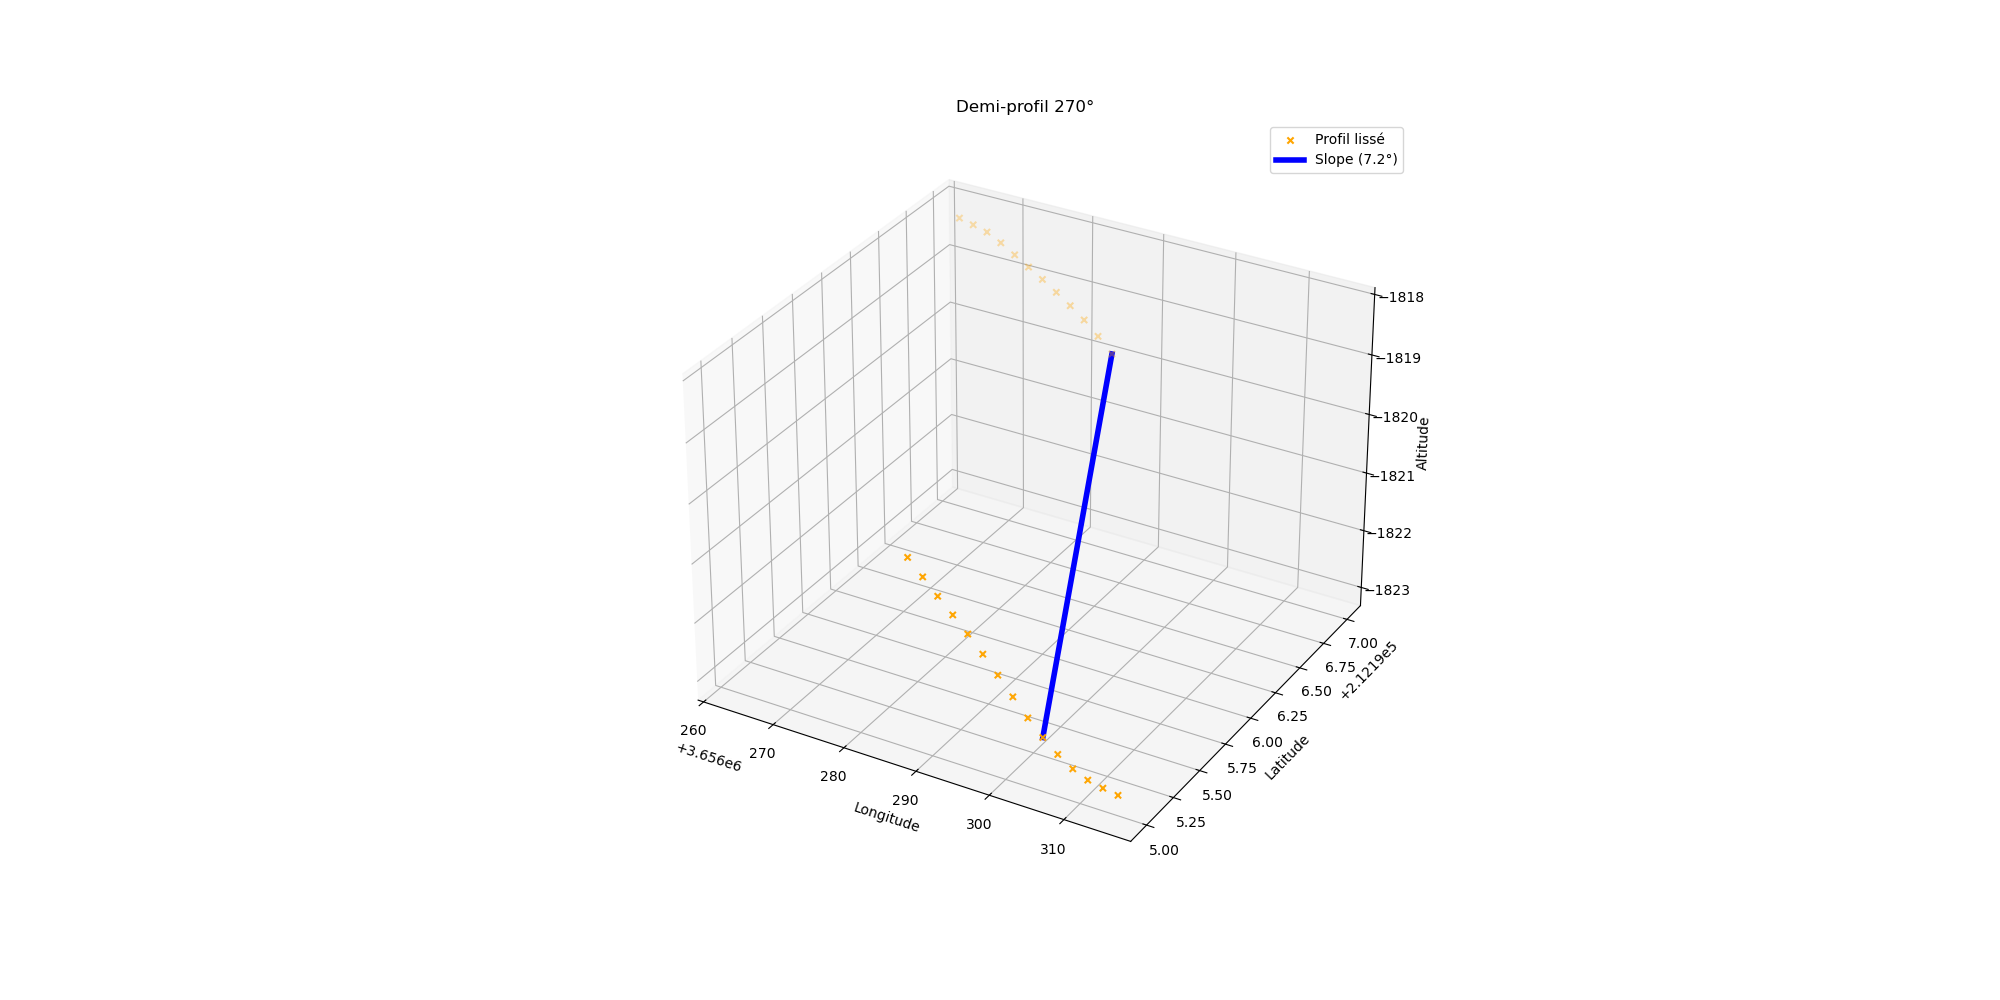 Demi-profil 270°
Profil lissé
Slope (7.2°)
−1818
−1819
−1820
−1821
−1822
−1823
Altitude
7.00
6.75
6.50
6.25
6.00
5.75
5.50
5.25
5.00
+2.1219e5
Latitude
260
270
280
290
300
310
+3.656e6
Longitude